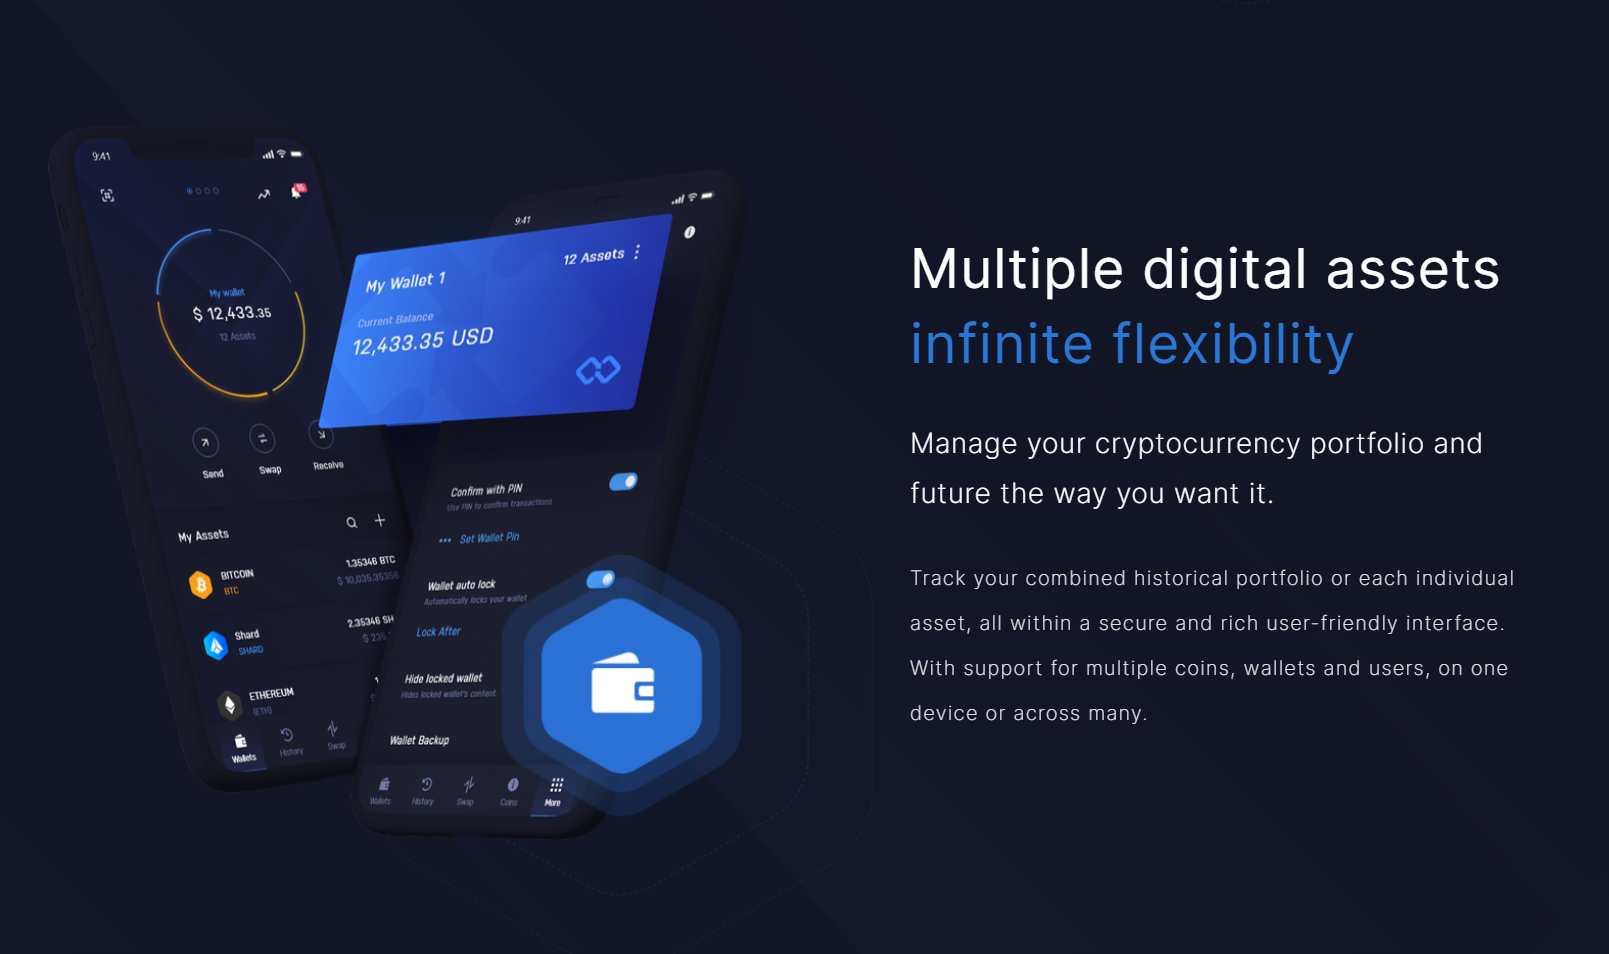 9:41
15
My wallet
$ 12,433.35
12 Assets
Send
Swap
Receive
My Assets
BITCOIN
BTC
1.35346 BTC
$ 10,035.35356
Shard
SHARD
2.35346 SH
$ 235.
ETHEREUM
(ETH)
Wallets
History
Swap
9:41
My Wallet 1
12 Assets
Current Balance
12,433.35 USD
Confirm with PIN
Use PIN to confirm transactions
Set Wallet Pin
Wallet auto lock
Automatically locks your wallet
Lock After
Hide locked wallet
Hides locked wallet's content.
Wallet Backup
Wallets
History
Swap
Coins
More
Multiple digital assets
infinite flexibility
Manage your cryptocurrency portfolio and
future the way you want it.
Track your combined historical portfolio or each individual
asset, all within a secure and rich user-friendly interface.
With support for multiple coins, wallets and users, on one
device or across many.